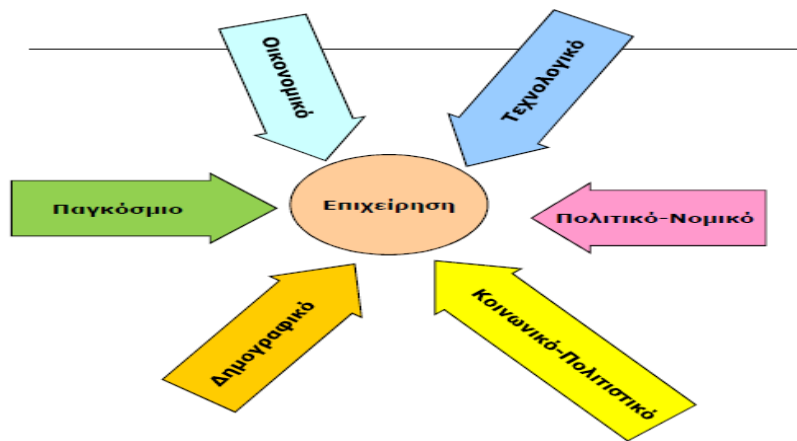 Οικονομικό
Τεχνολογικό
Παγκόσμιο
Επιχείρηση
Πολιτικό-Νομικό
Δημογραφικό
Κοινωνικό-Πολιτιστικό